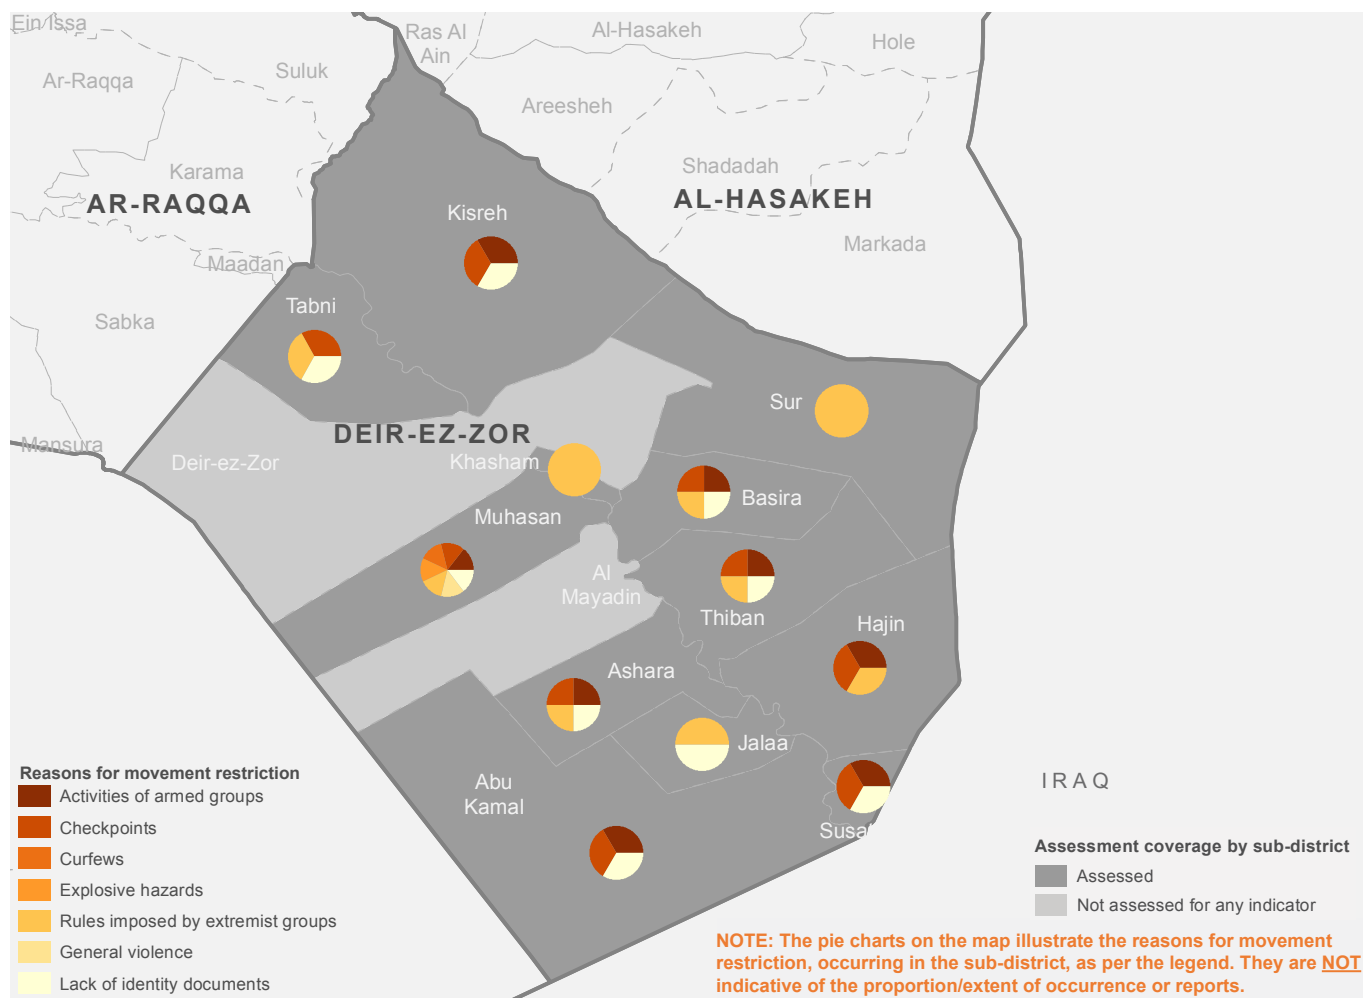 Ein Issa
Ras Al
Ain
Al-Hasakeh
Hole
Ar-Raqqa
Suluk
Areesheh
Karama
Shadadah
AR-RAQQA
AL-HASAKEH
Kisreh
Markada
Maadan
Tabni
Sabka
Sur
DEIR-EZ-ZOR
Mansura
Deir-ez-Zor
Khasham
Basira
Muhasan
Al
Mayadin
Thiban
Hajin
Ashara
Jalaa
Abu
Kamal
Susa
IRAQ
Reasons for movement restriction
Activities of armed groups
Checkpoints
Curfews
Explosive hazards
Rules imposed by extremist groups
General violence
Lack of identity documents
Assessment coverage by sub-district
Assessed
Not assessed for any indicator
NOTE: The pie charts on the map illustrate the reasons for movement
restriction, occurring in the sub-district, as per the legend. They are NOT
indicative of the proportion/extent of occurrence or reports.